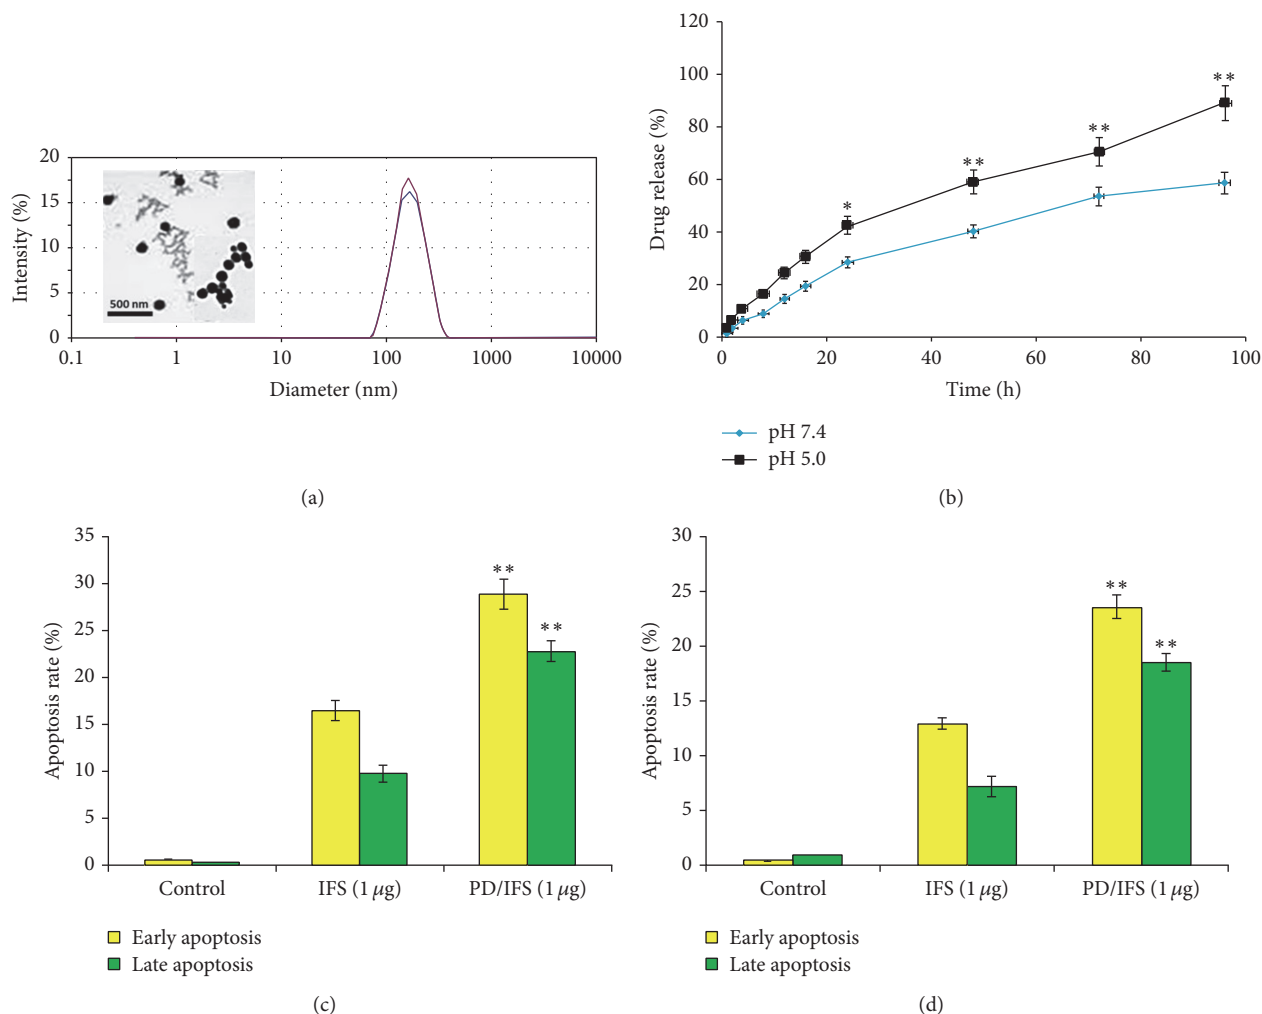 20
15
10
5
0
Intensity (%)
500 nm
0.1 1 10 100 1000 10000
Diameter (nm)
(a)
120
100
80
60
40
20
0
Drug release (%)
*
**
**
**
0 20 40 60 80 100
Time (h)
pH 7.4
pH 5.0
(b)
35
30
25
20
15
10
5
0
Apoptosis rate (%)
**
**
Control IFS (1 μg) PD/IFS (1 μg)
Early apoptosis
Late apoptosis
(c)
30
25
20
15
10
5
0
Apoptosis rate (%)
**
**
Control IFS (1 μg) PD/IFS (1 μg)
Early apoptosis
Late apoptosis
(d)